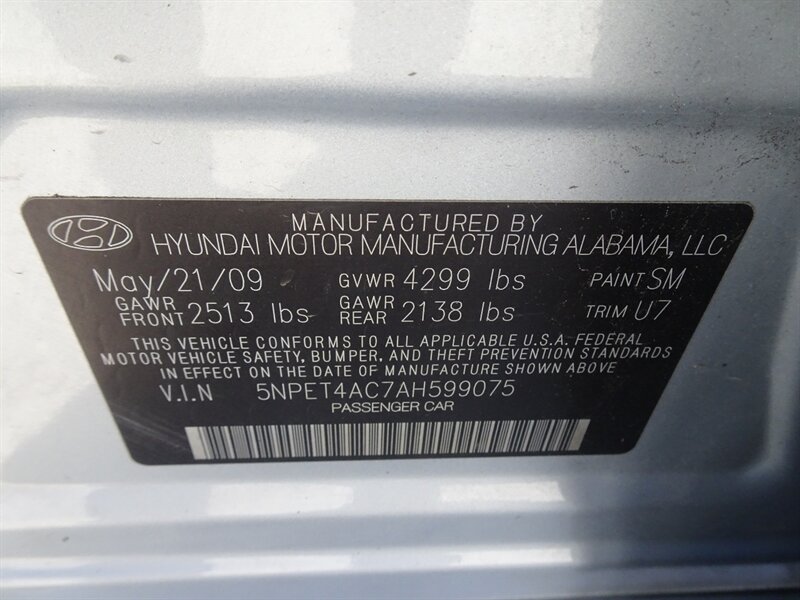 MANUFACTURED BY
HYUNDAI MOTOR MANUFACTURING ALABAMA, LLC
May/21/09 GVWR 4299 lbs PAINT SM
GAWR FRONT 2513 lbs GAWR REAR 2138 lbs TRIM U7
THIS VEHICLE CONFORMS TO ALL APPLICABLE U.S.A. FEDERAL
MOTOR VEHICLE SAFETY, BUMPER, AND THEFT PREVENTION STANDARDS
IN EFFECT ON THE DATE OF MANUFACTURE SHOWN ABOVE
V.I.N 5NPET4AC7AH599075
PASSENGER CAR